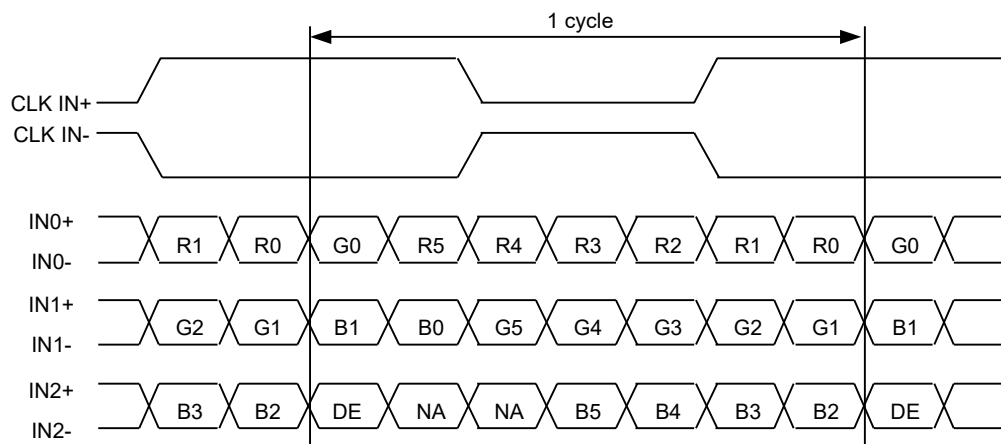 1 cycle
CLK IN+
CLK IN-
IN0+
R1 R0 G0 R5 R4 R3 R2 R1 R0 G0
IN0-
IN1+
G2 G1 B1 B0 G5 G4 G3 G2 G1 B1
IN1-
IN2+
B3 B2 DE NA NA B5 B4 B3 B2 DE
IN2-